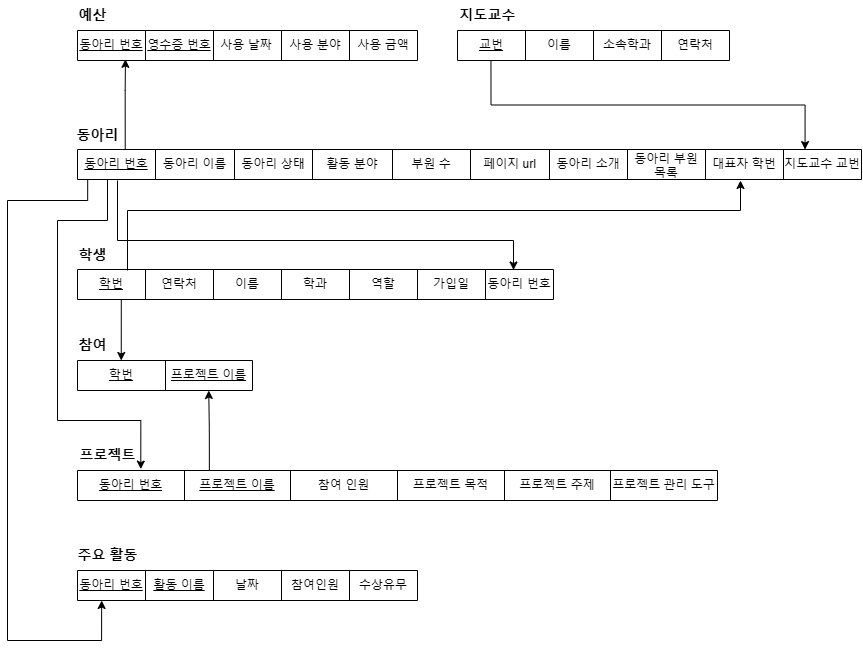 예산
동아리 번호 영수증 번호 사용 날짜 사용 분야 사용 금액
지도교수
교번 이름 소속학과 연락처
동아리
동아리 번호 동아리 이름 동아리 상태 활동 분야 부원 수 페이지 url 동아리 소개 동아리 부원
목록 대표자 학번 지도교수 교번
학생
학번 연락처 이름 학과 역할 가입일 동아리 번호
참여
학번 프로젝트 이름
프로젝트
동아리 번호 프로젝트 이름 참여 인원 프로젝트 목적 프로젝트 주제 프로젝트 관리 도구
주요 활동
동아리 번호 활동 이름 날짜 참여인원 수상유무